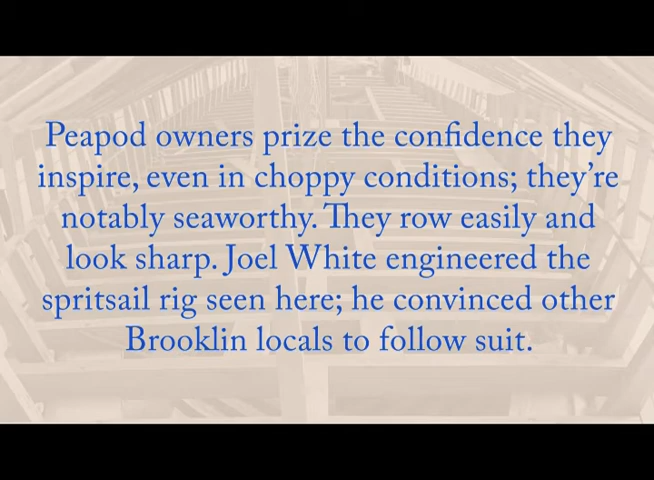 Peapod owners prize the confidence they
inspire, even in choppy conditions; they’re
notably seaworthy. They row easily and
look sharp. Joel White engineered the
spritsail rig seen here; he convinced other
Brooklin locals to follow suit.